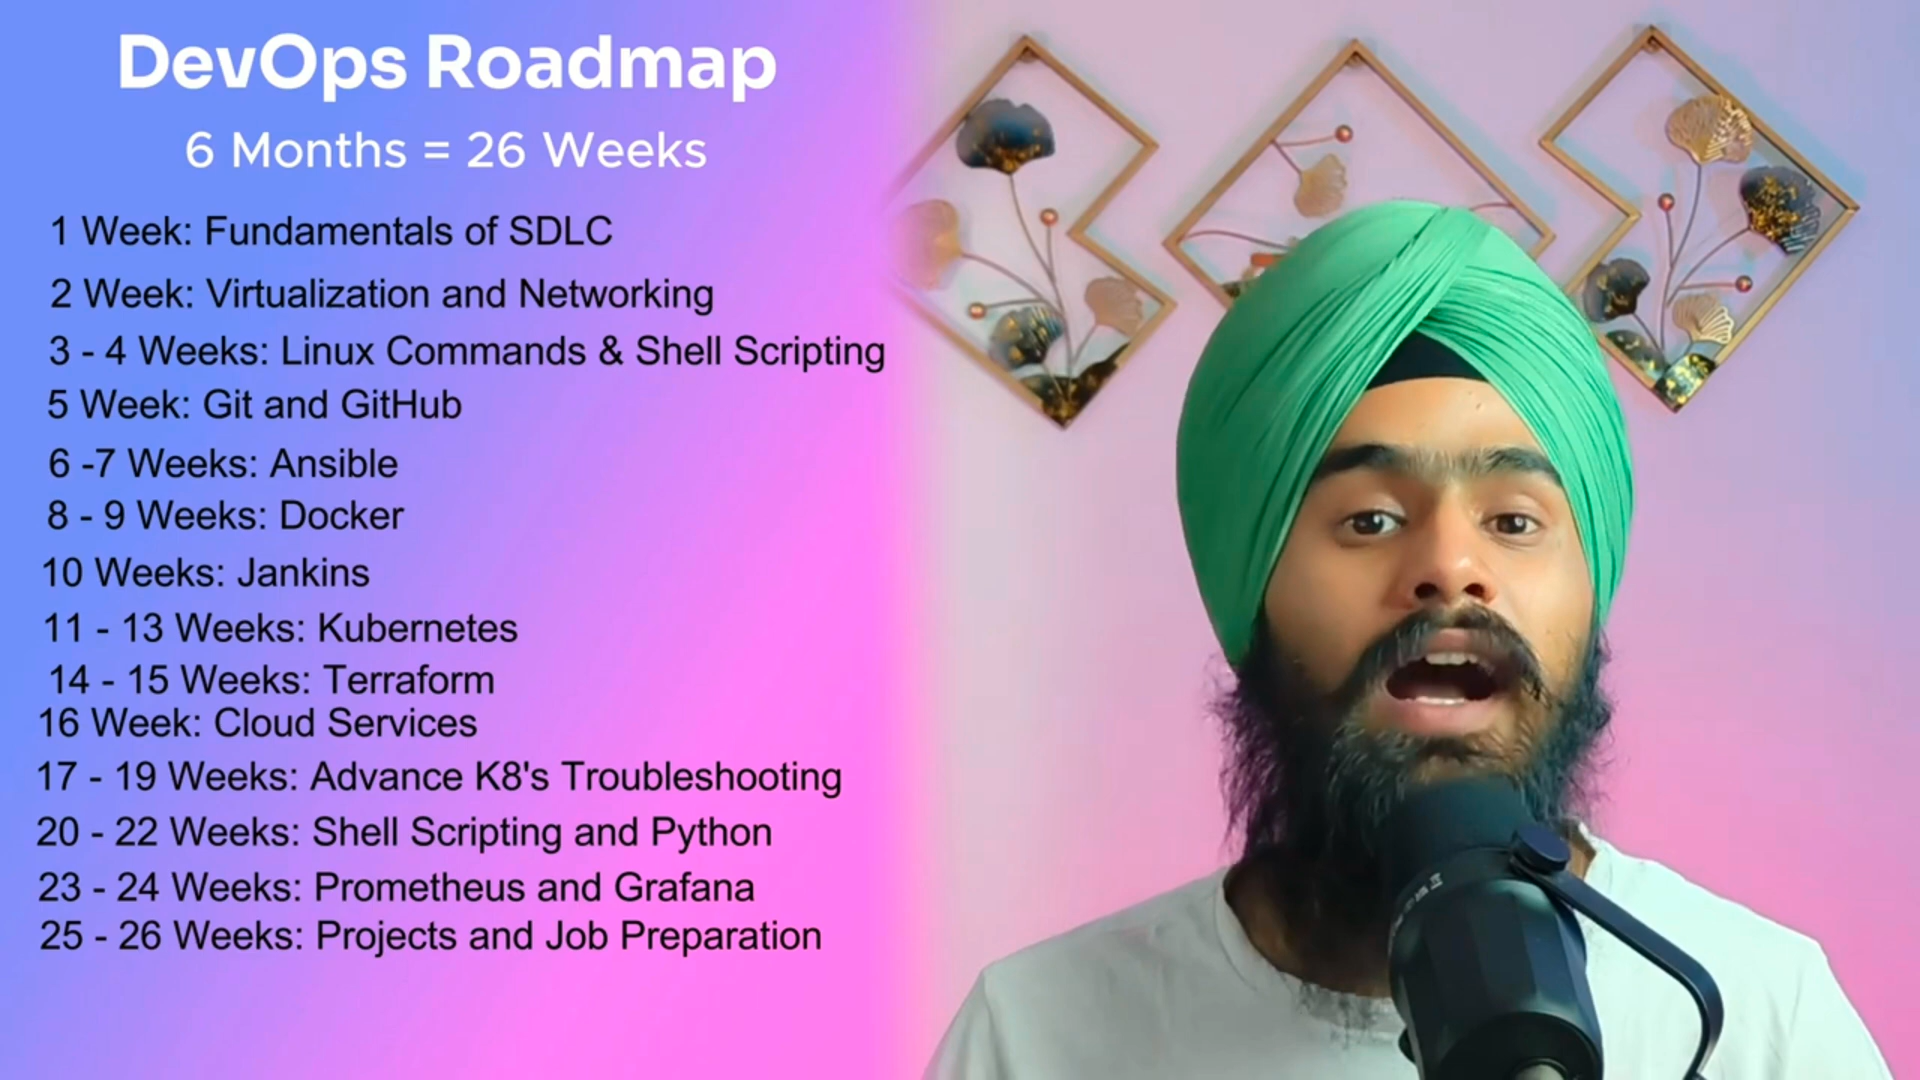 DevOps Roadmap
6 Months = 26 Weeks
1 Week: Fundamentals of SDLC
2 Week: Virtualization and Networking
3 - 4 Weeks: Linux Commands & Shell Scripting
5 Week: Git and GitHub
6 -7 Weeks: Ansible
8 - 9 Weeks: Docker
10 Weeks: Jankins
11 - 13 Weeks: Kubernetes
14 - 15 Weeks: Terraform
16 Week: Cloud Services
17 - 19 Weeks: Advance K8's Troubleshooting
20 - 22 Weeks: Shell Scripting and Python
23 - 24 Weeks: Prometheus and Grafana
25 - 26 Weeks: Projects and Job Preparation